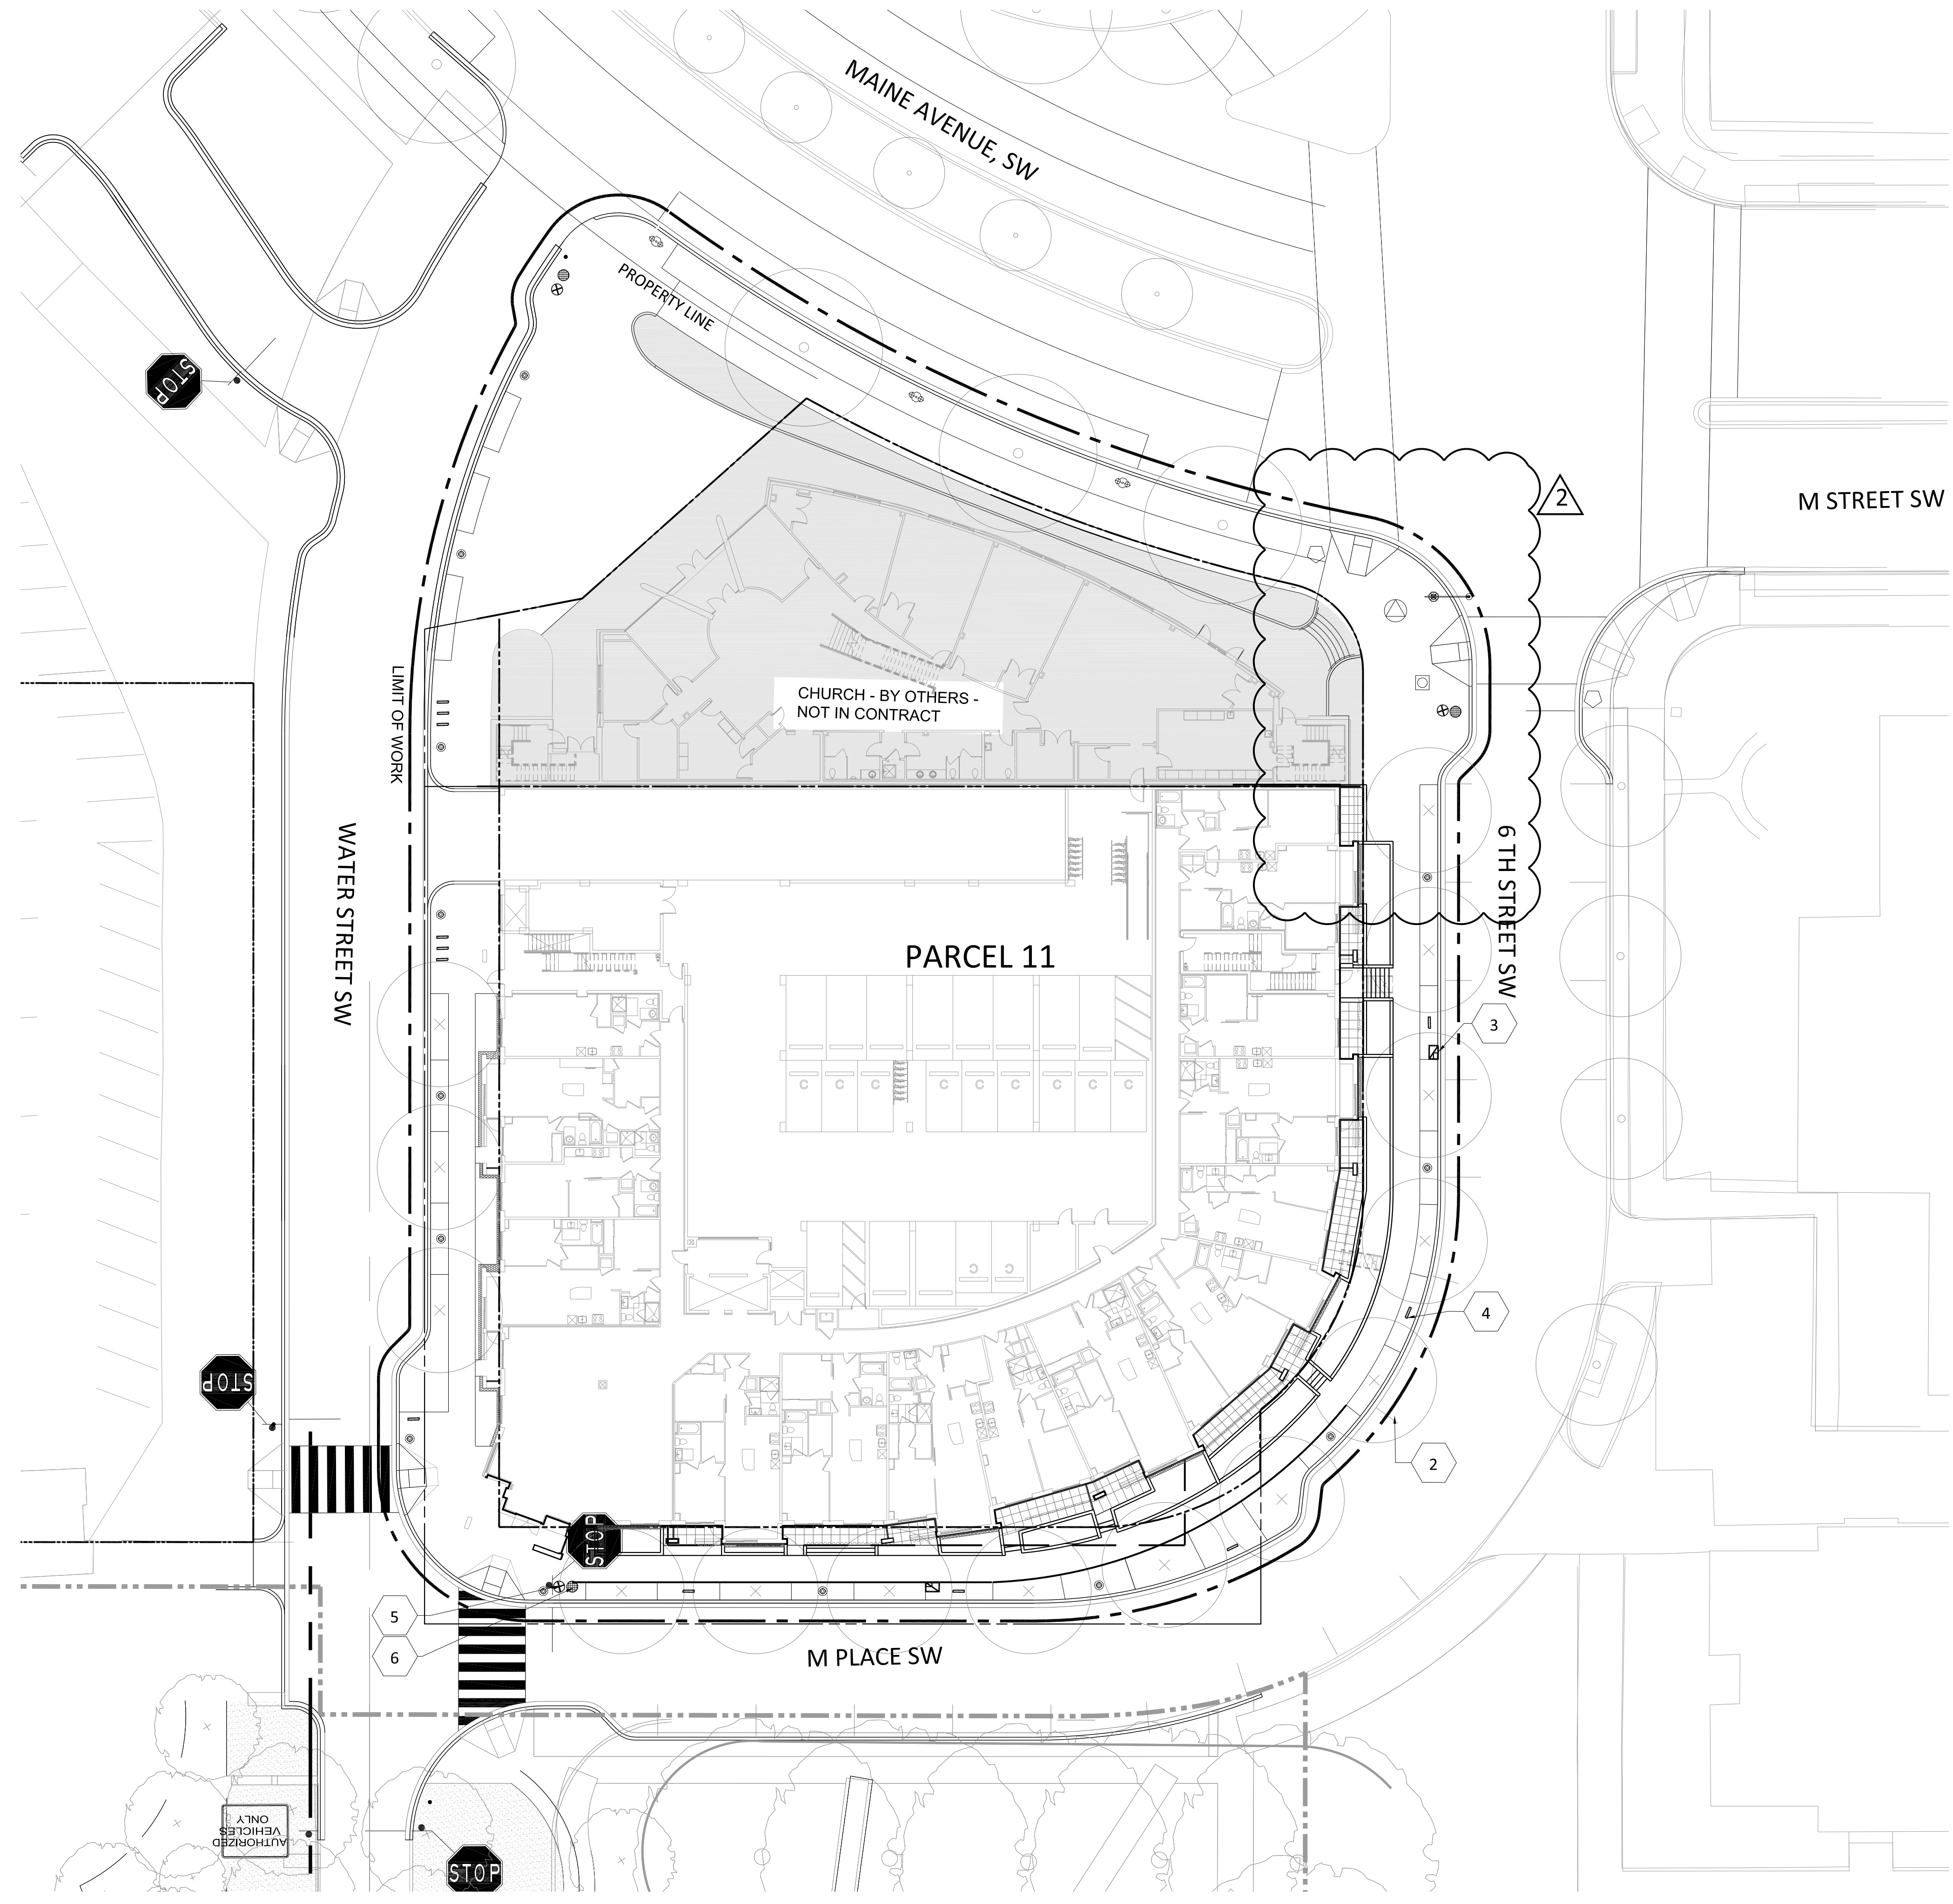 MAINE AVENUE, SW
PROPERTY LINE
STOP
2
M STREET SW
LIMIT OF WORK
CHURCH - BY OTHERS -
NOT IN CONTRACT
WATER STREET SW
6 TH STREET SW
PARCEL 11
3
C C C C C C C C C
4
C C
C
STOP
2
STOP
5
6
M PLACE SW
AUTHORIZED
VEHICLES
ONLY
STOP